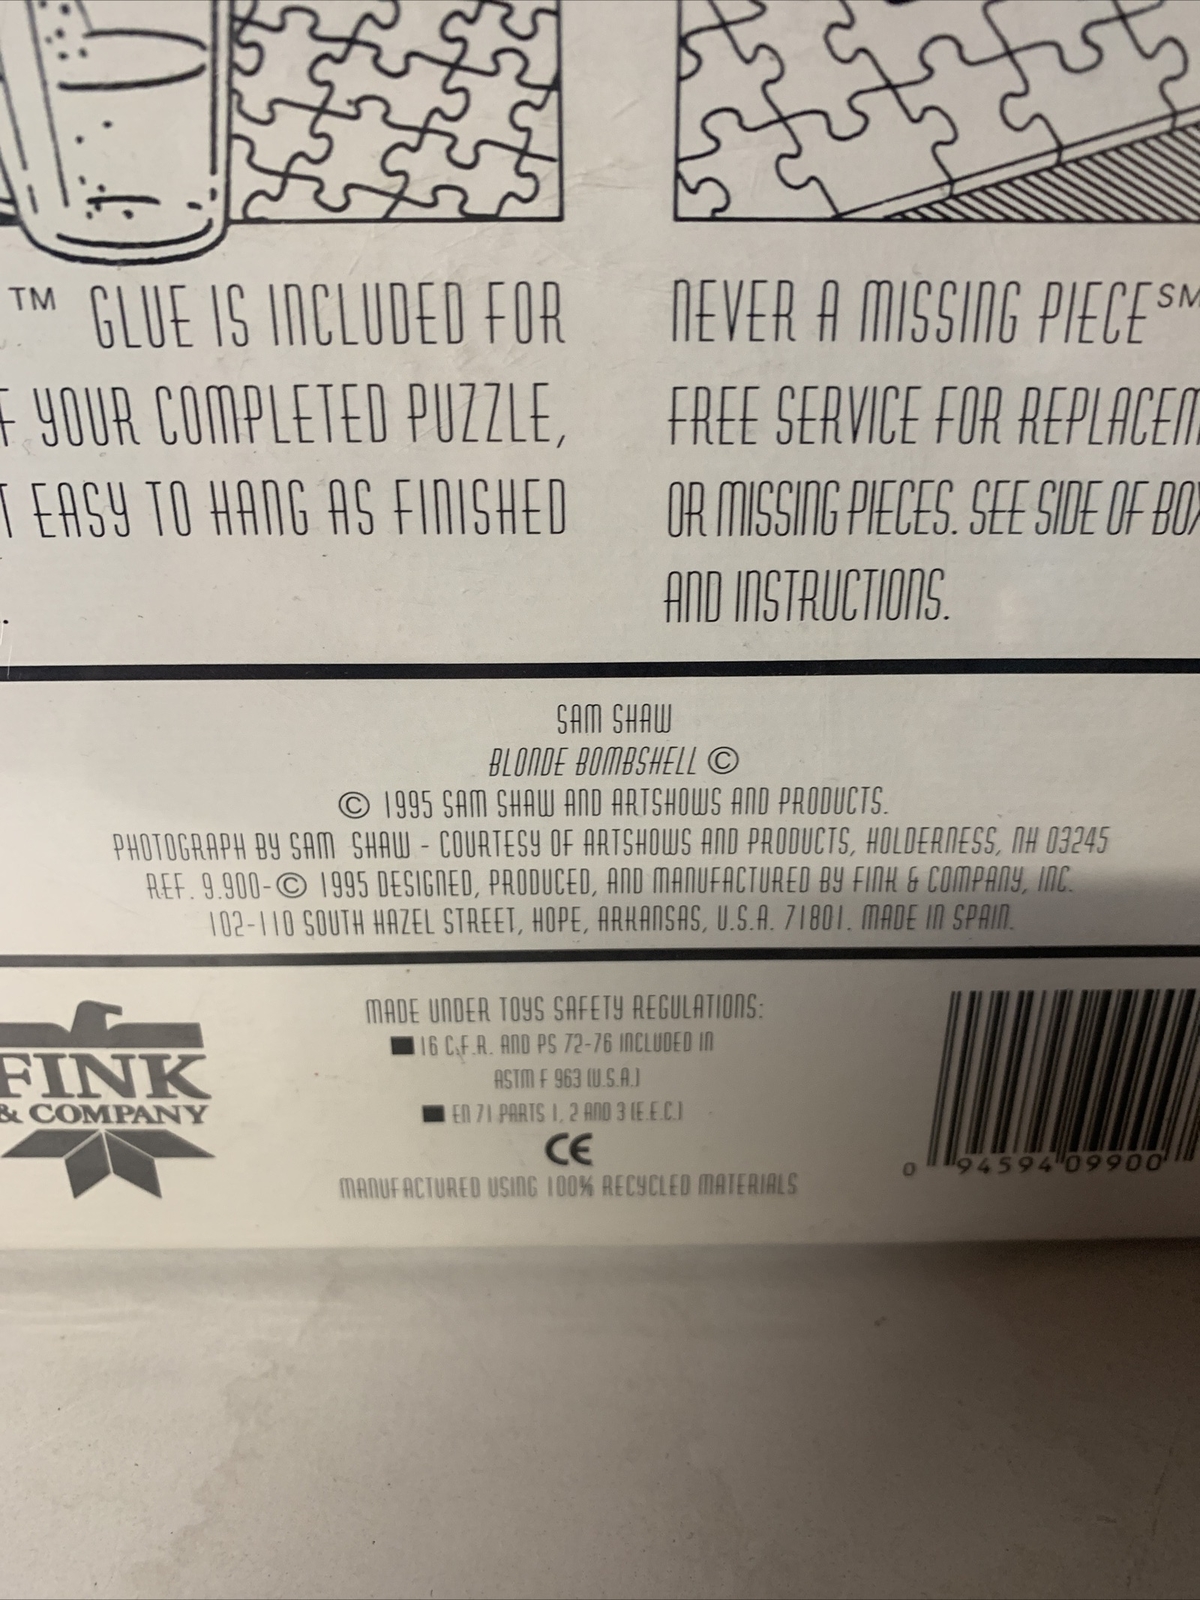 ™ GLUE IS INCLUDED FOR
F YOUR COMPLETED PUZZLE,
T EASY TO HANG AS FINISHED
.
NEVER A MISSING PIECE℠
FREE SERVICE FOR REPLACEM
OR MISSING PIECES. SEE SIDE OF BOX
AND INSTRUCTIONS.
SAM SHAW
BLONDE BOMBSHELL ©
© 1995 SAM SHAW AND ARTSHOWS AND PRODUCTS.
PHOTOGRAPH BY SAM SHAW - COURTESY OF ARTSHOWS AND PRODUCTS, HOLDERNESS, NH 03245
REF. 9.900-© 1995 DESIGNED, PRODUCED, AND MANUFACTURED BY FINK & COMPANY, INC.
102-110 SOUTH HAZEL STREET, HOPE, ARKANSAS, U.S.A. 71801. MADE IN SPAIN.
FINK
& COMPANY
MADE UNDER TOYS SAFETY REGULATIONS:
■ 16 C.F.R. AND PS 72-76 INCLUDED IN
ASTM F 963 (U.S.A.)
■ EN 71 PARTS 1, 2 AND 3 (E.E.C.)
CE
MANUFACTURED USING 100% RECYCLED MATERIALS
0 94594 09900